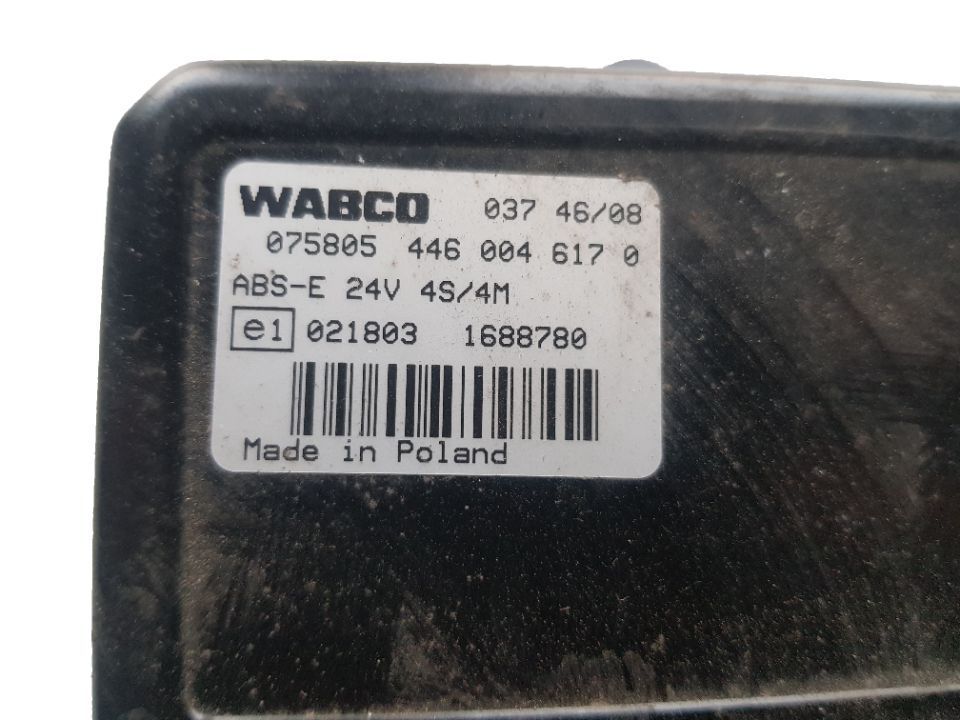 WABCO 037 46/08
075805 446 004 617 0
ABS-E 24V 4S/4M
e1 021803 1688780
Made in Poland